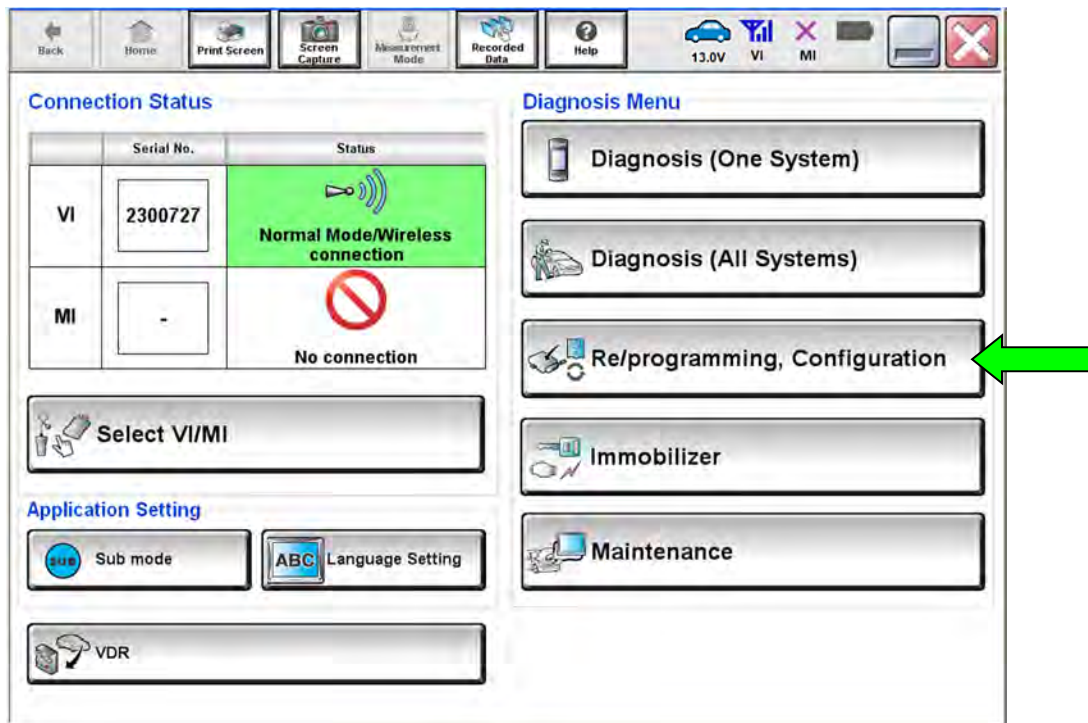 Back
Home
Print Screen
Screen
Capture
Measurement
Mode
Recorded
Data
?
Help
13.0V
VI
MI
Connection Status
Serial No.
Status
VI
2300727
Normal Mode/Wireless
connection
MI
-
No connection
Select VI/MI
Application Setting
SUB
Sub mode
ABC
Language Setting
VDR
Diagnosis Menu
Diagnosis (One System)
Diagnosis (All Systems)
Re/programming, Configuration
Immobilizer
Maintenance